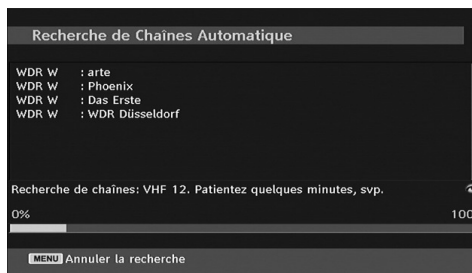 Recherche de Chaînes Automatique
WDR W : arte
WDR W : Phoenix
WDR W : Das Erste
WDR W : WDR Düsseldorf
Recherche de chaînes: VHF 12. Patientez quelques minutes, svp.
0% 100
MENU Annuler la recherche